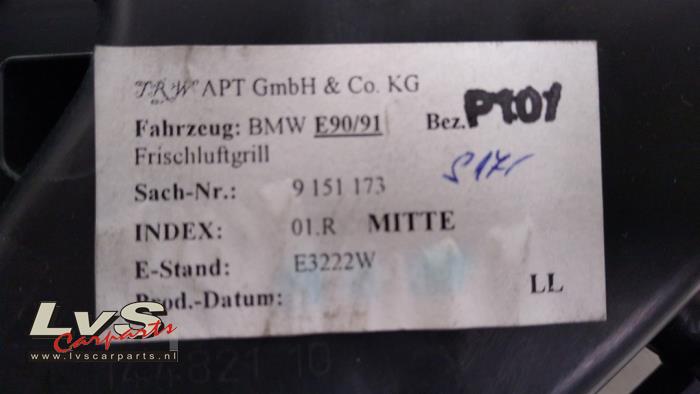 TRW APT GmbH & Co. KG
Fahrzeug: BMW E90/91 Bez. P101
Frischluftgrill
Sach-Nr.: 9 151 173
INDEX: 01.R MITTE
E-Stand: E3222W
Prod.-Datum: LL
LvS
Carparts
www.lvscarparts.nl